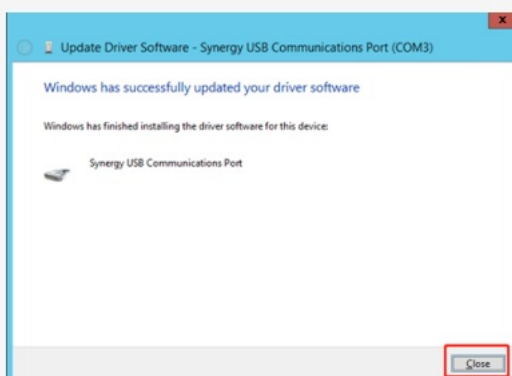 x
Update Driver Software - Synergy USB Communications Port (COM3)
Windows has successfully updated your driver software
Windows has finished installing the driver software for this device:
Synergy USB Communications Port
Close